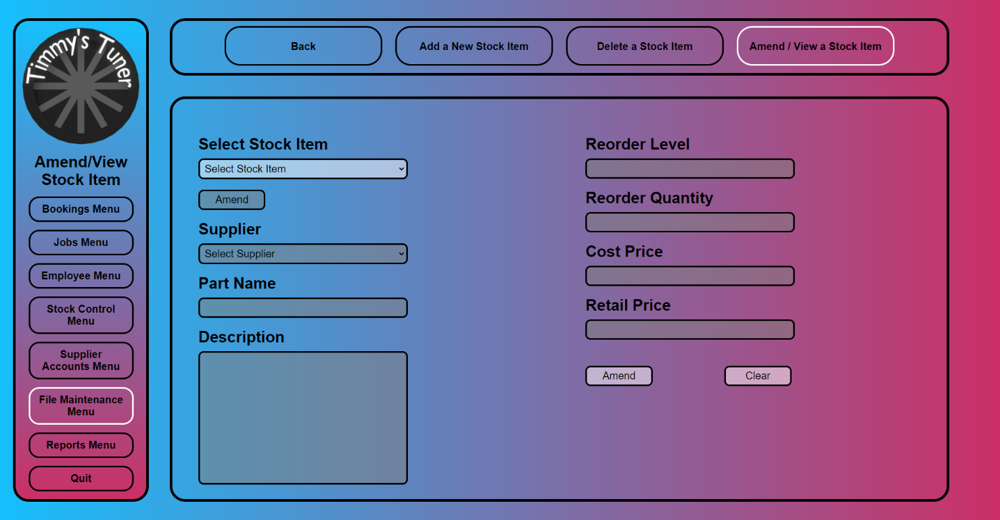 Timmy's Tuner
Amend/View
Stock Item
Bookings Menu
Jobs Menu
Employee Menu
Stock Control
Menu
Supplier
Accounts Menu
File Maintenance
Menu
Reports Menu
Quit
Back
Add a New Stock Item
Delete a Stock Item
Amend / View a Stock Item
Select Stock Item
Select Stock Item
Amend
Supplier
Select Supplier
Part Name
Description
Reorder Level
Reorder Quantity
Cost Price
Retail Price
Amend
Clear